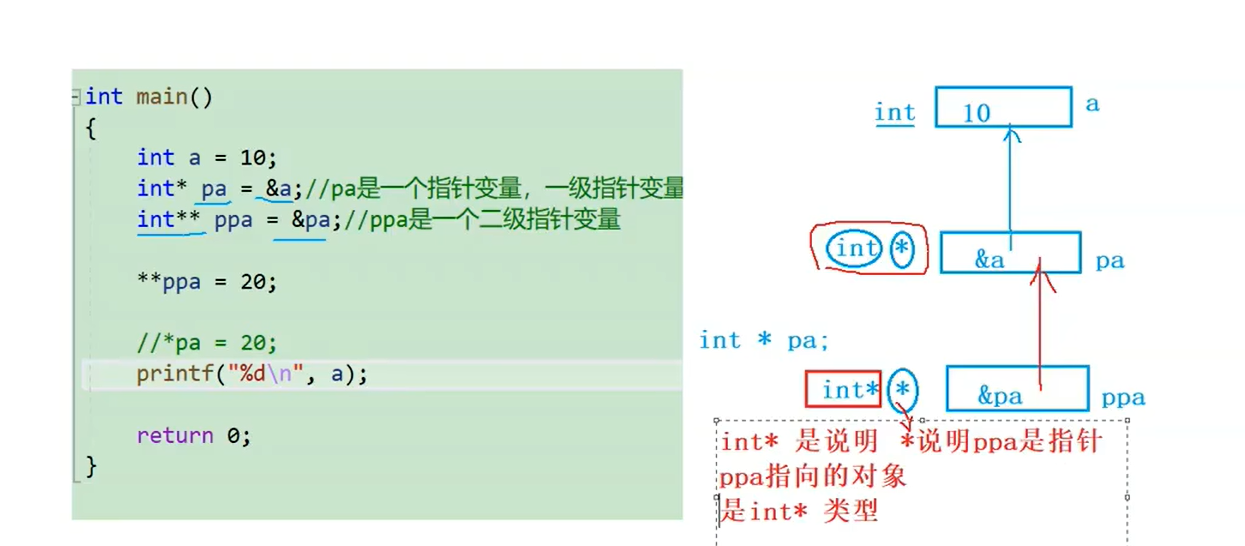 int main()
{
int a = 10;
int* pa = &a;//pa是一个指针变量，一级指针变量
int** ppa = &pa;//ppa是一个二级指针变量
**ppa = 20;
//*pa = 20;
printf("%d\n", a);
return 0;
}
int 10 a
int * &a pa
int * pa;
int* * &pa ppa
int* 是说明 *说明ppa是指针
ppa指向的对象
是int* 类型